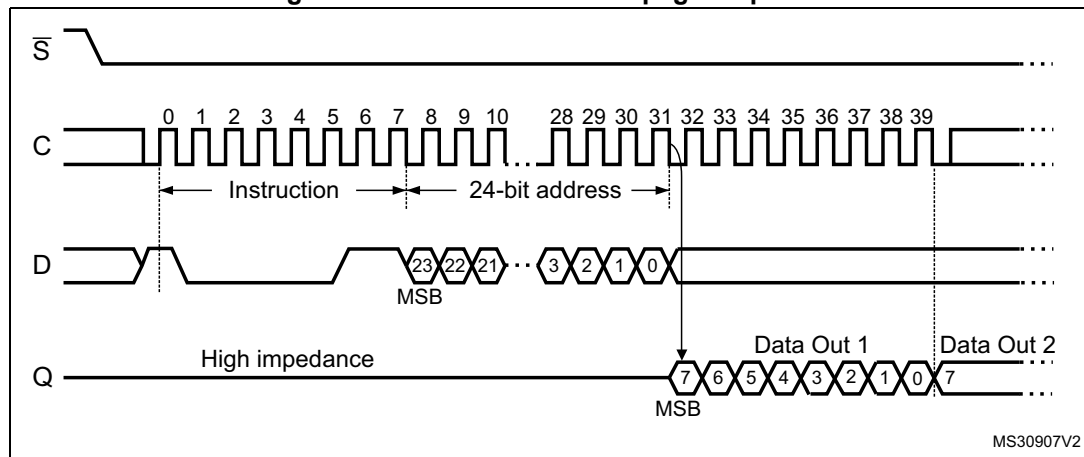 S
0 1 2 3 4 5 6 7 8 9 10 28 29 30 31 32 33 34 35 36 37 38 39
C
Instruction 24-bit address
D 23 22 21 3 2 1 0
MSB
High impedance Data Out 1 Data Out 2
Q 7 6 5 4 3 2 1 0 7
MSB
MS30907V2